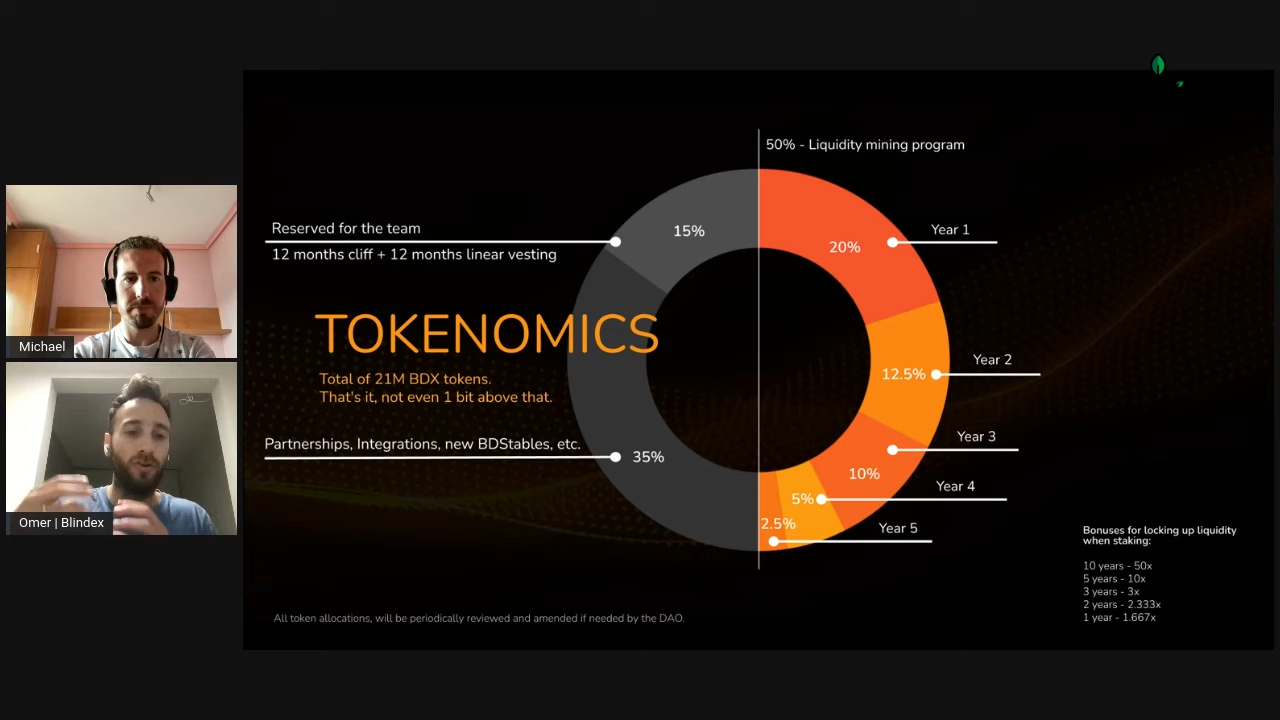 50% - Liquidity mining program
Reserved for the team
12 months cliff + 12 months linear vesting
15%
20%
Year 1
TOKENOMICS
Total of 21M BDX tokens.
That's it, not even 1 bit above that.
12.5%
Year 2
Partnerships, Integrations, new BDStables, etc.
35%
Year 3
10%
Year 4
5%
2.5%
Year 5
Bonuses for locking up liquidity
when staking:
10 years - 50x
5 years - 10x
3 years - 3x
2 years - 2.333x
1 year - 1.667x
All token allocations, will be periodically reviewed and amended if needed by the DAO.
Michael
Omer | Blindex